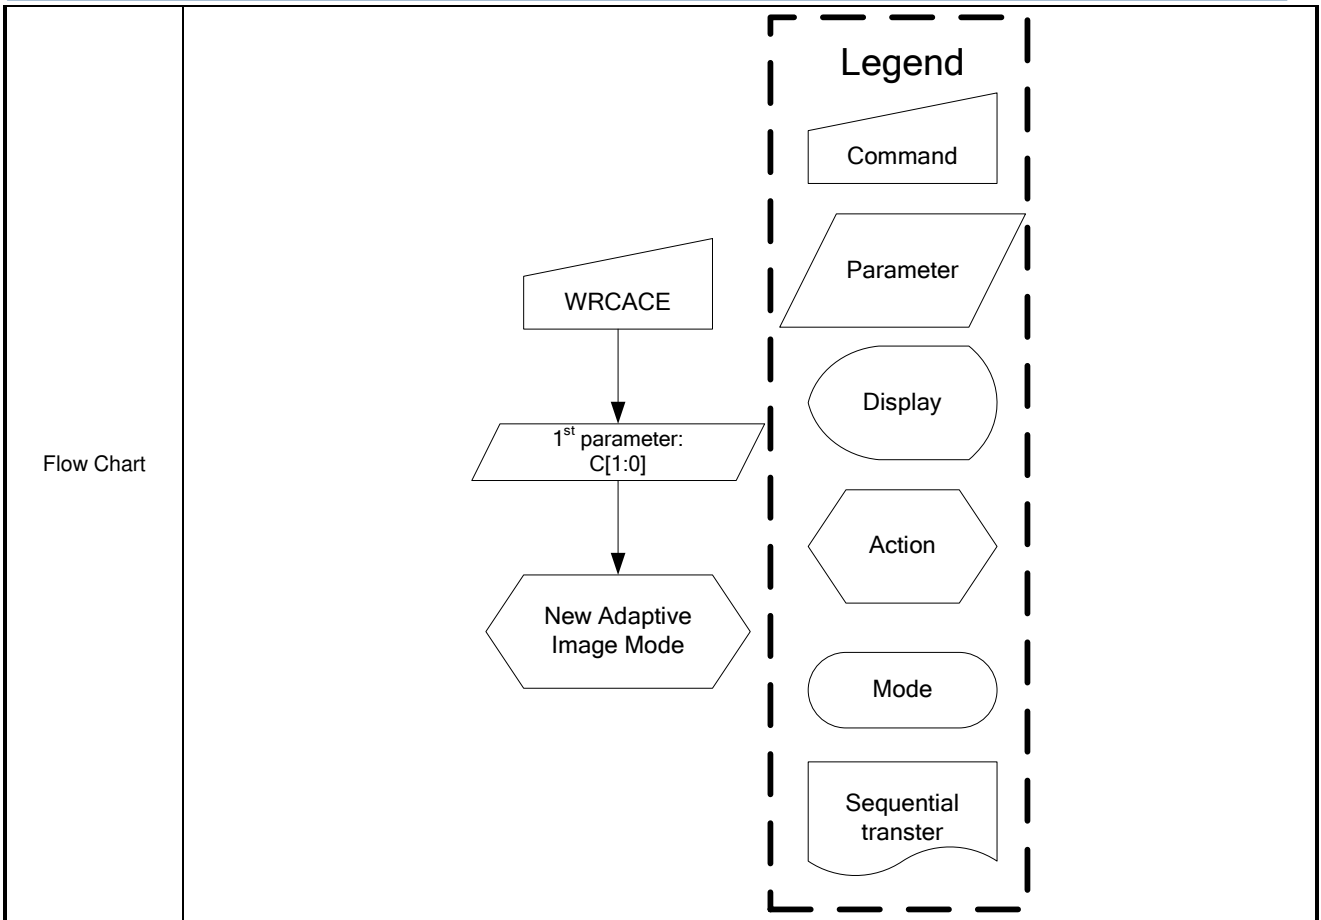 Flow Chart
WRCACE
1st parameter:
C[1:0]
New Adaptive
Image Mode
Legend
Command
Parameter
Display
Action
Mode
Sequential
transter